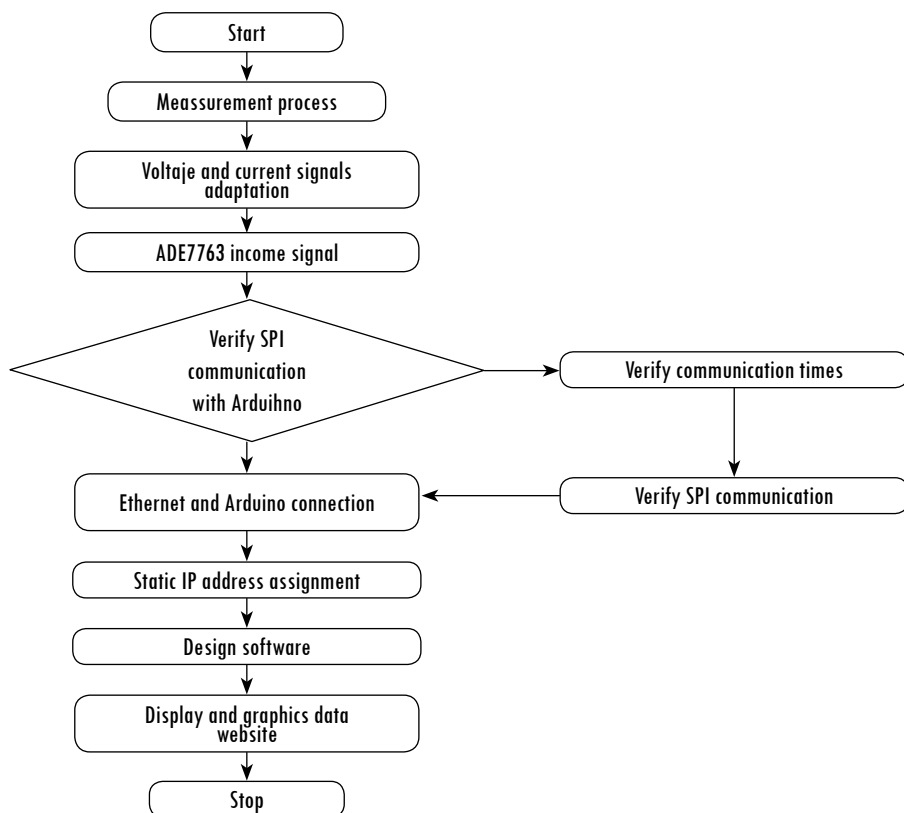 Start
Meassurement process
Voltaje and current signals
adaptation
ADE7763 income signal
Verify SPI
communication
with Arduihno
Verify communication times
Ethernet and Arduino connection
Verify SPI communication
Static IP address assignment
Design software
Display and graphics data
website
Stop